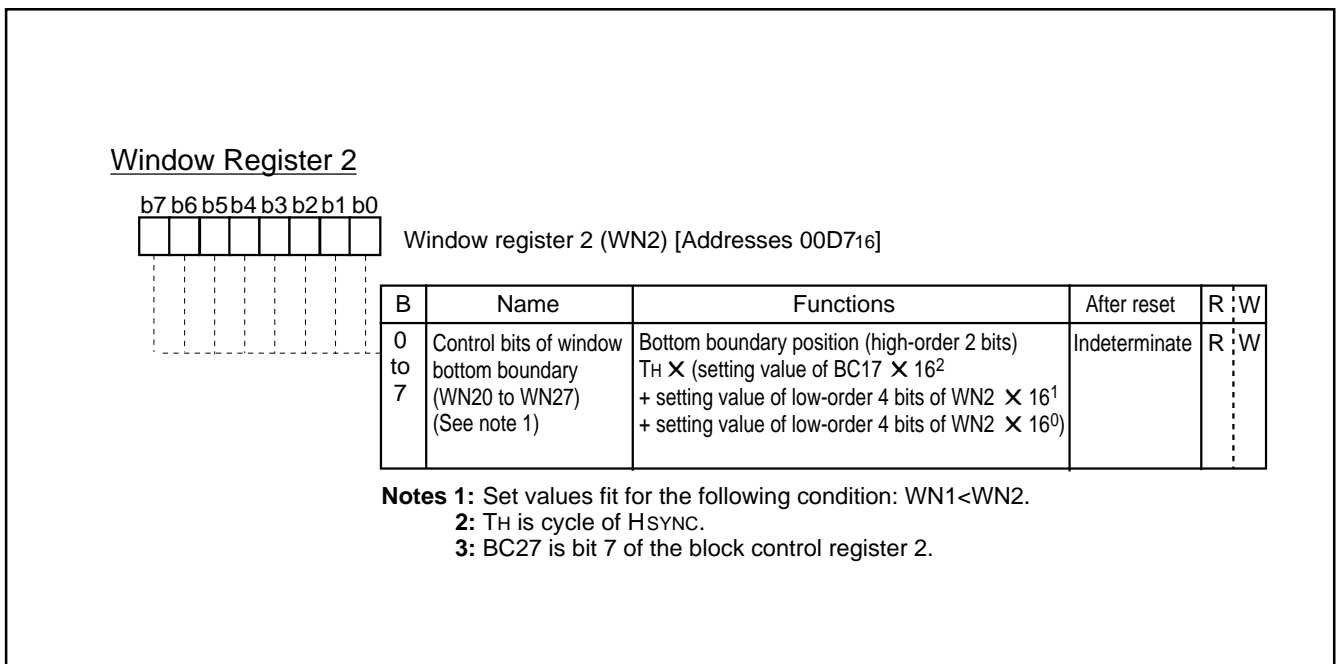 Window Register 2
b7 b6 b5 b4 b3 b2 b1 b0
Window register 2 (WN2) [Addresses 00D7₁₆]
B Name Functions After reset R W
0 to 7
Control bits of window
bottom boundary
(WN20 to WN27)
(See note 1)
Bottom boundary position (high-order 2 bits)
TH × (setting value of BC17 × 16²
+ setting value of low-order 4 bits of WN2 × 16¹
+ setting value of low-order 4 bits of WN2 × 16⁰)
Indeterminate
R W
Notes 1: Set values fit for the following condition: WN1<WN2.
2: TH is cycle of HSYNC.
3: BC27 is bit 7 of the block control register 2.